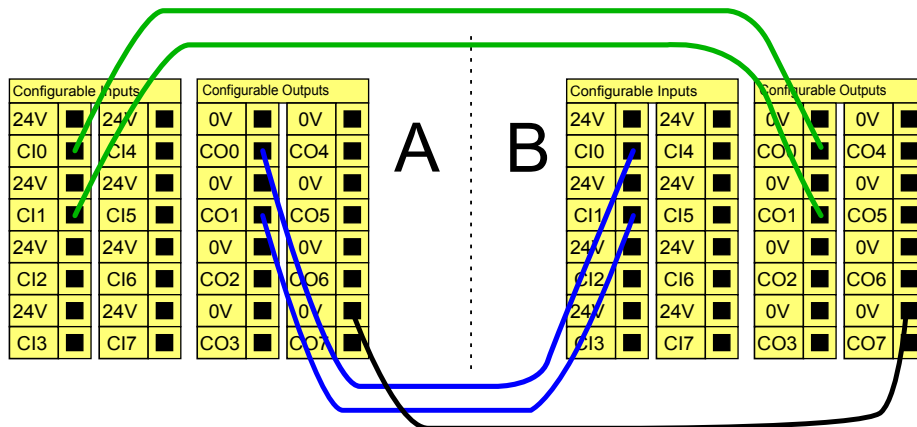 Configurable Inputs
24V 24V
CI0 CI4
24V 24V
CI1 CI5
24V 24V
CI2 CI6
24V 24V
CI3 CI7
Configurable Outputs
0V 0V
CO0 CO4
0V 0V
CO1 CO5
0V 0V
CO2 CO6
0V 0V
CO3 CO7
A
B
Configurable Inputs
24V 24V
CI0 CI4
24V 24V
CI1 CI5
24V 24V
CI2 CI6
24V 24V
CI3 CI7
Configurable Outputs
0V 0V
CO0 CO4
0V 0V
CO1 CO5
0V 0V
CO2 CO6
0V 0V
CO3 CO7